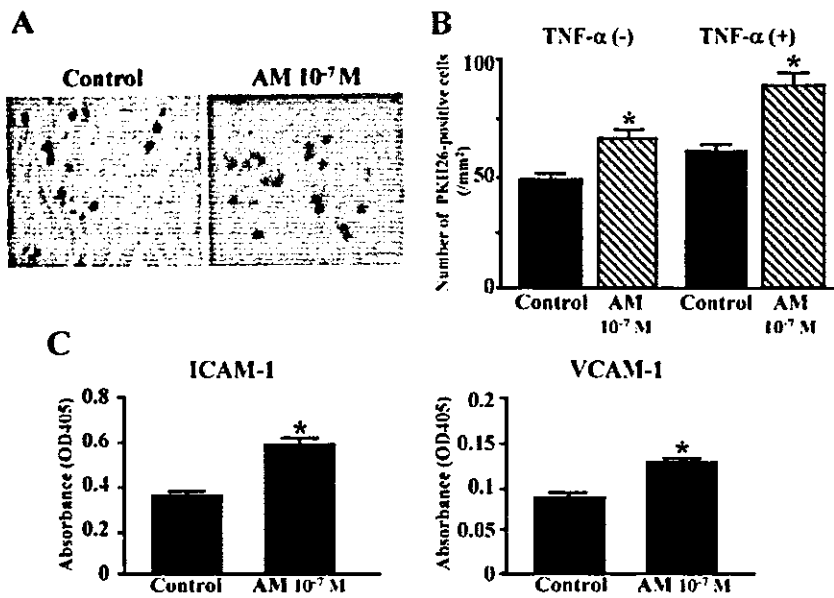 A
Control
AM 10⁻⁷ M
B
TNF-α (-)
TNF-α (+)
Number of PKH26-positive cells
(/mm²)
100
50
0
*
*
Control
AM
10⁻⁷ M
Control
AM
10⁻⁷ M
C
ICAM-1
Absorbance (OD405)
0.8
0.6
0.4
0.2
0
*
Control
AM 10⁻⁷ M
VCAM-1
Absorbance (OD405)
0.2
0.15
0.1
0.05
0
*
Control
AM 10⁻⁷ M